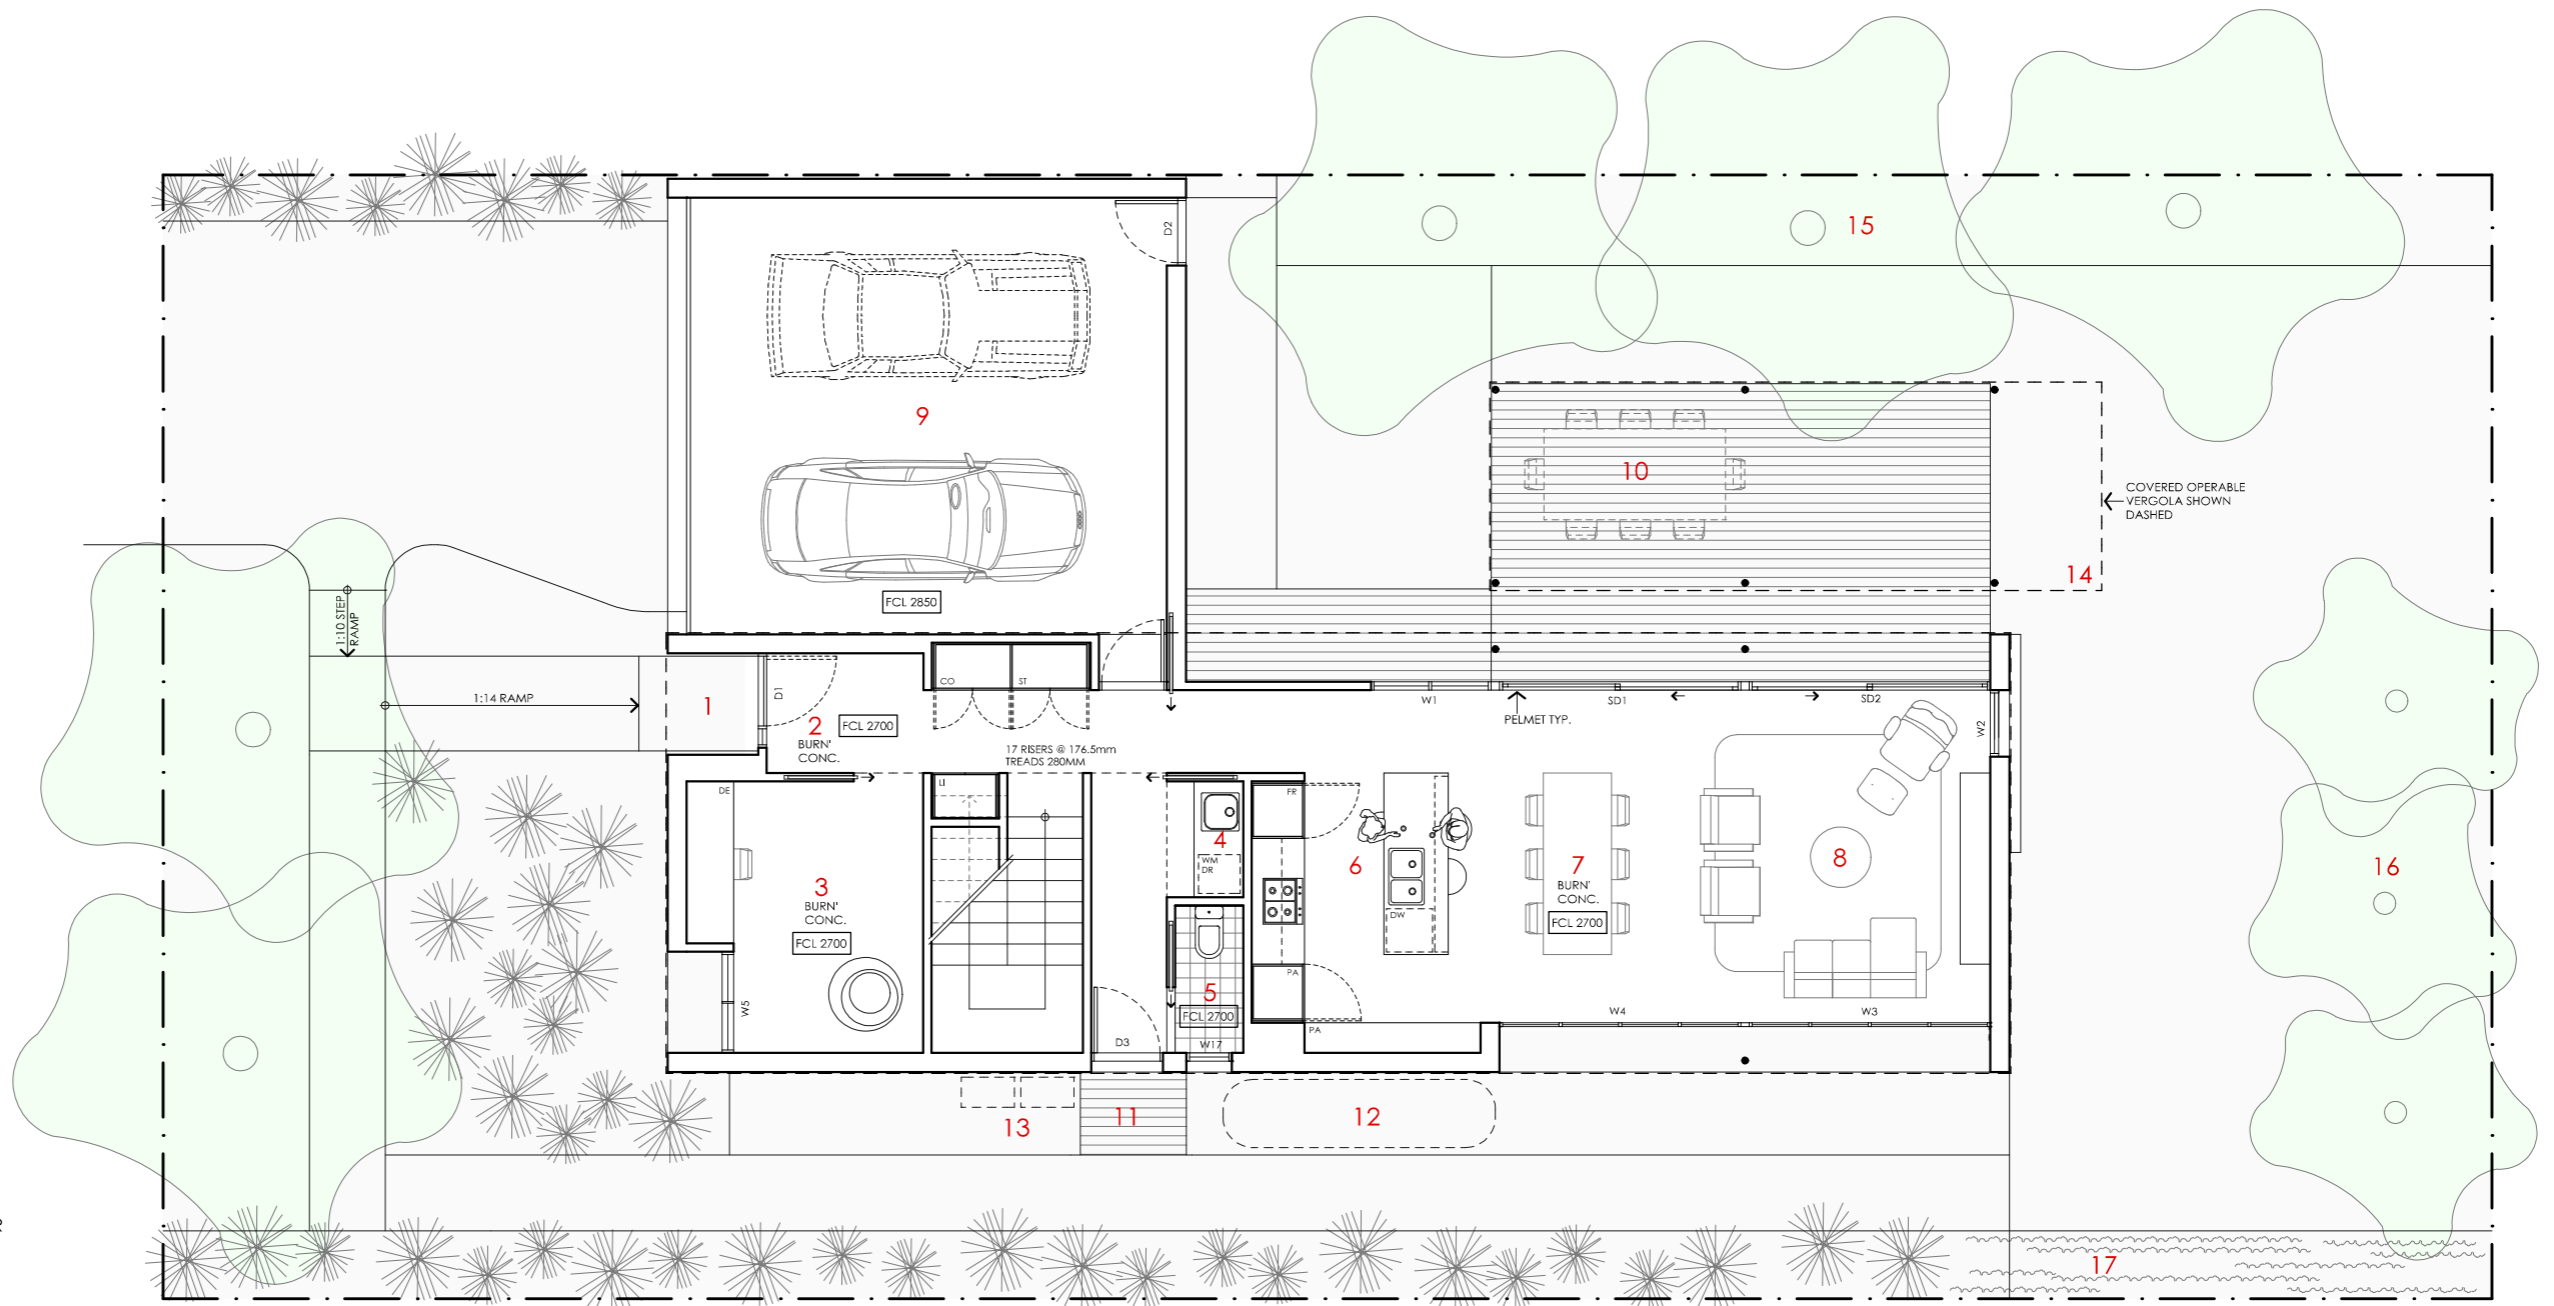 15
D2
9
10
COVERED OPERABLE
VERGOLA SHOWN
DASHED
14
FCL 2850
1:10 STEP
RAMP
1:14 RAMP
1
D1
2
BURN'
CONC.
FCL 2700
CO
ST
17 RISERS @ 176.5mm
TREADS 280MM
W1
PELMET TYP.
SD1
SD2
W2
DE
LI
3
BURN'
CONC.
FCL 2700
4
WM
DR
FR
6
DW
7
BURN'
CONC.
FCL 2700
8
16
PA
5
FCL 2700
W5
W4
W3
PA
D3
W17
13
11
12
17